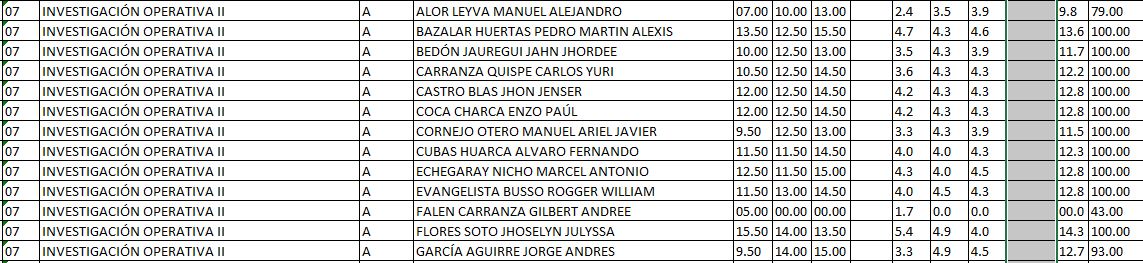 07 INVESTIGACIÓN OPERATIVA II A ALOR LEYVA MANUEL ALEJANDRO 07.00 10.00 13.00 2.4 3.5 3.9 9.8 79.00
07 INVESTIGACIÓN OPERATIVA II A BAZALAR HUERTAS PEDRO MARTIN ALEXIS 13.50 12.50 15.50 4.7 4.3 4.6 13.6 100.00
07 INVESTIGACIÓN OPERATIVA II A BEDÓN JAUREGUI JAHN JHORDEE 10.00 12.50 13.00 3.5 4.3 3.9 11.7 100.00
07 INVESTIGACIÓN OPERATIVA II A CARRANZA QUISPE CARLOS YURI 10.50 12.50 14.50 3.6 4.3 4.3 12.2 100.00
07 INVESTIGACIÓN OPERATIVA II A CASTRO BLAS JHON JENSER 12.00 12.50 14.50 4.2 4.3 4.3 12.8 100.00
07 INVESTIGACIÓN OPERATIVA II A COCA CHARCA ENZO PAÚL 12.00 12.50 14.50 4.2 4.3 4.3 12.8 100.00
07 INVESTIGACIÓN OPERATIVA II A CORNEJO OTERO MANUEL ARIEL JAVIER 9.50 12.50 13.00 3.3 4.3 3.9 11.5 100.00
07 INVESTIGACIÓN OPERATIVA II A CUBAS HUARCA ALVARO FERNANDO 11.50 11.50 14.50 4.0 4.0 4.3 12.3 100.00
07 INVESTIGACIÓN OPERATIVA II A ECHEGARAY NICHO MARCEL ANTONIO 12.50 11.50 15.00 4.3 4.0 4.5 12.8 100.00
07 INVESTIGACIÓN OPERATIVA II A EVANGELISTA BUSSO ROGGER WILLIAM 11.50 13.00 14.50 4.0 4.5 4.3 12.8 100.00
07 INVESTIGACIÓN OPERATIVA II A FALEN CARRANZA GILBERT ANDREE 05.00 00.00 00.00 1.7 0.0 0.0 00.0 43.00
07 INVESTIGACIÓN OPERATIVA II A FLORES SOTO JHOSELYN JULYSSA 15.50 14.00 13.50 5.4 4.9 4.0 14.3 100.00
07 INVESTIGACIÓN OPERATIVA II A GARCÍA AGUIRRE JORGE ANDRES 9.50 14.00 15.00 3.3 4.9 4.5 12.7 93.00